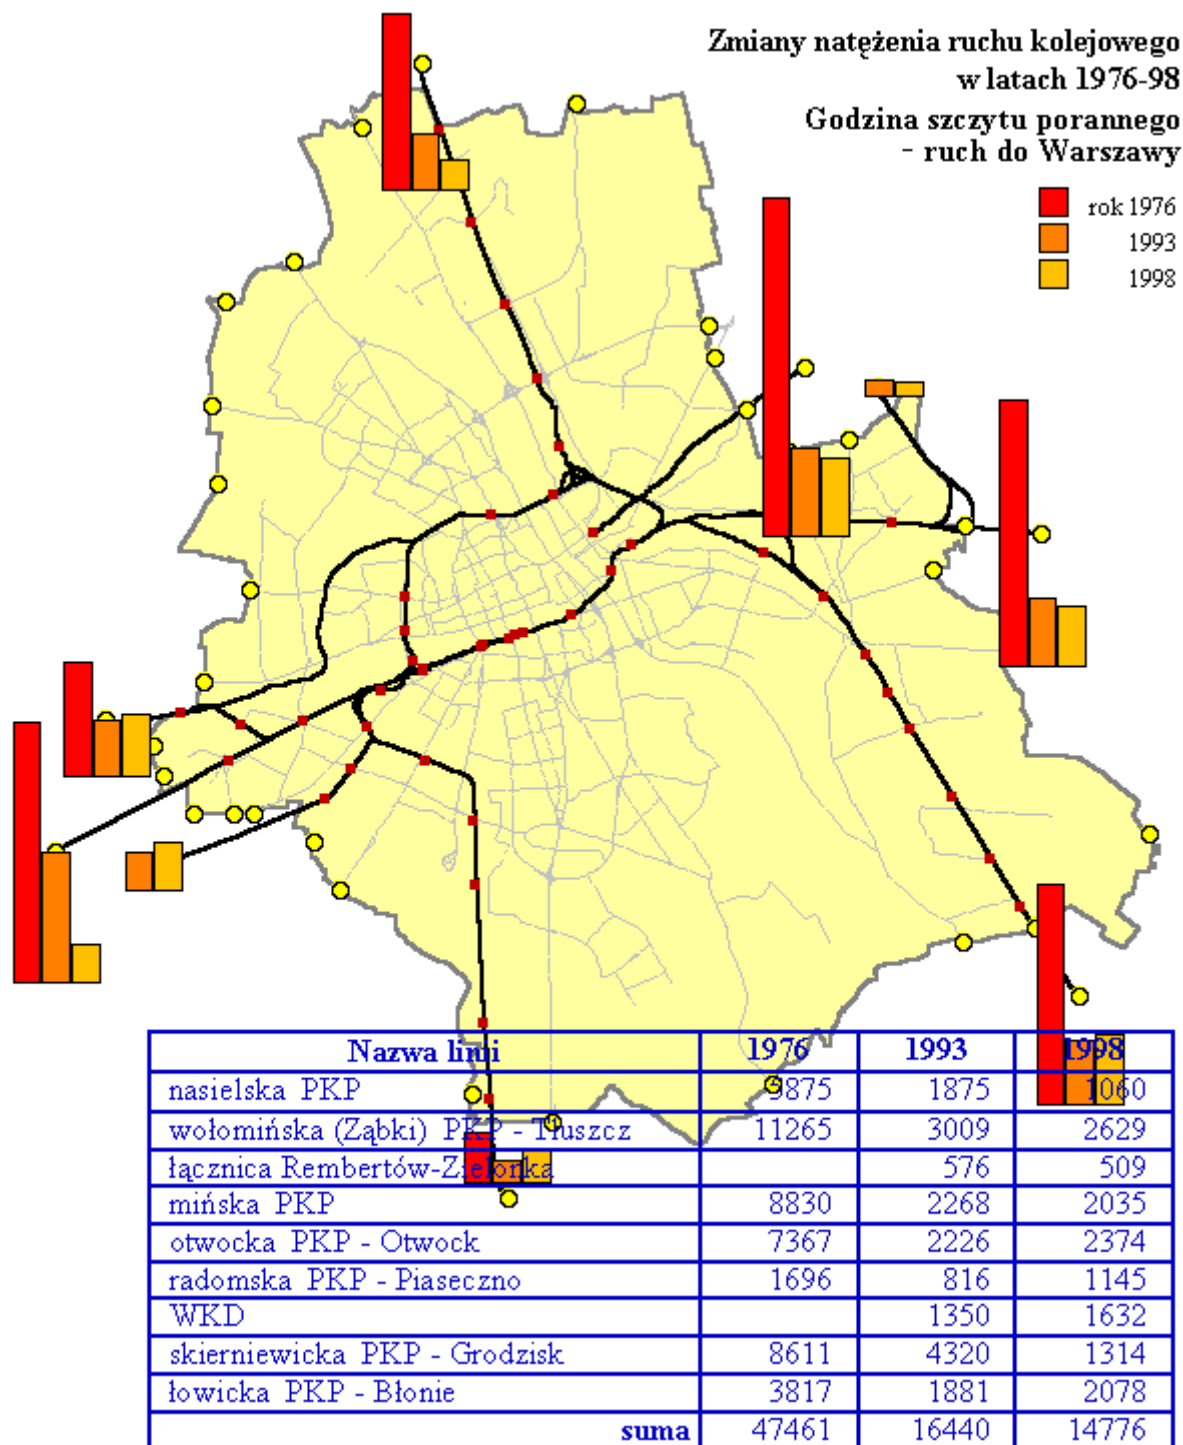 Zmiany natężenia ruchu kolejowego
w latach 1976-98
Godzina szczytu porannego
- ruch do Warszawy
rok 1976
1993
1998
Nazwa linii 1976 1993 1998
nasielska PKP 5875 1875 1060
wołomińska (Ząbki) PKP - Tłuszcz 11265 3009 2629
łącznica Rembertów-Zielonka 576 509
mińska PKP 8830 2268 2035
otwocka PKP - Otwock 7367 2226 2374
radomska PKP - Piaseczno 1696 816 1145
WKD 1350 1632
skierniewicka PKP - Grodzisk 8611 4320 1314
łowicka PKP - Błonie 3817 1881 2078
suma 47461 16440 14776